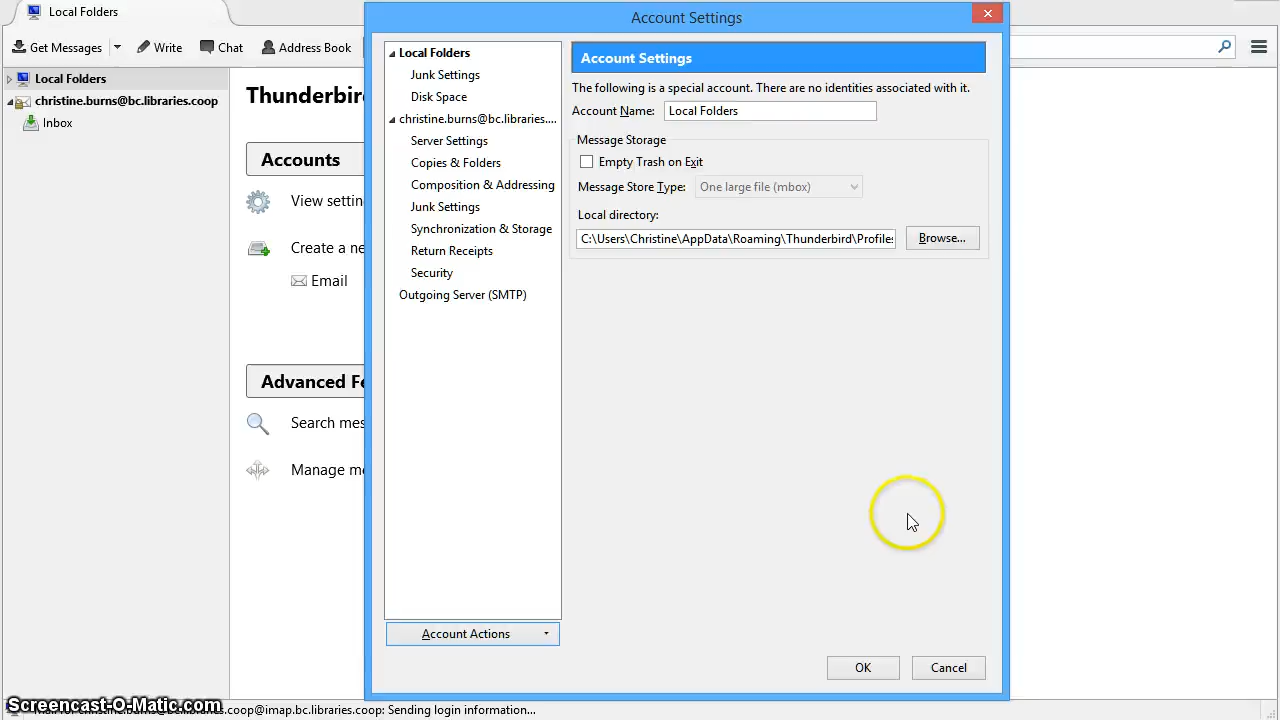 Local Folders
Account Settings
Get Messages
Write
Chat
Address Book
Local Folders
christine.burns@bc.libraries.coop
Inbox
Thunderbird
Accounts
View settin
Create a ne
Email
Advanced Fe
Search mes
Manage me
Local Folders
Junk Settings
Disk Space
christine.burns@bc.libraries....
Server Settings
Copies & Folders
Composition & Addressing
Junk Settings
Synchronization & Storage
Return Receipts
Security
Outgoing Server (SMTP)
Account Actions
Account Settings
The following is a special account. There are no identities associated with it.
Account Name: Local Folders
Message Storage
Empty Trash on Exit
Message Store Type: One large file (mbox)
Local directory:
C:\Users\Christine\AppData\Roaming\Thunderbird\Profiles
Browse...
OK
Cancel
Screencast-O-Matic.com
@imap.bc.libraries.coop: Sending login information...